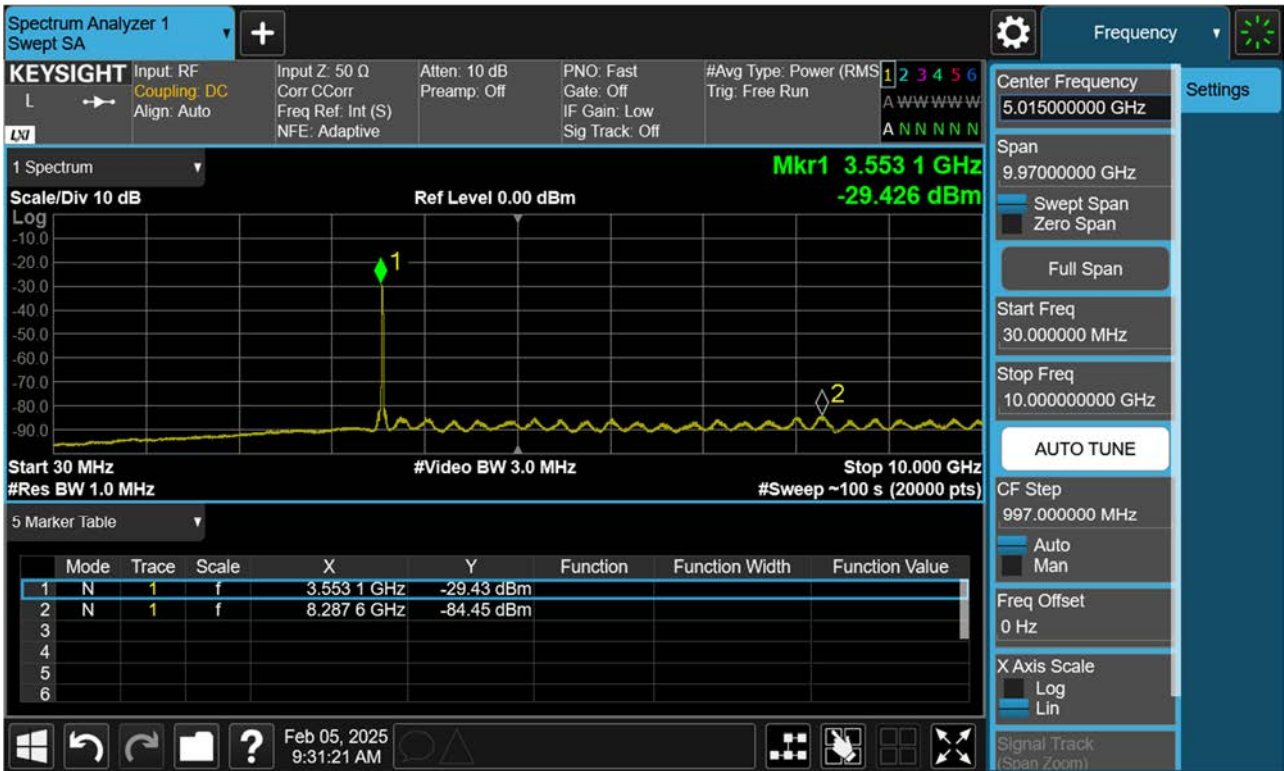 Spectrum Analyzer 1
Swept SA
+
Frequency
KEYSIGHT
L
LXI
Input: RF
Coupling: DC
Align: Auto
Input Z: 50 Ω
Corr CCorr
Freq Ref: Int (S)
NFE: Adaptive
Atten: 10 dB
Preamp: Off
PNO: Fast
Gate: Off
IF Gain: Low
Sig Track: Off
#Avg Type: Power (RMS
Trig: Free Run
1 2 3 4 5 6
A W W W W W
A N N N N N
1 Spectrum
Mkr1 3.553 1 GHz
Scale/Div 10 dB
Ref Level 0.00 dBm
-29.426 dBm
Log
-10.0
-20.0
-30.0
-40.0
-50.0
-60.0
-70.0
-80.0
-90.0
1
2
Start 30 MHz
#Video BW 3.0 MHz
Stop 10.000 GHz
#Res BW 1.0 MHz
#Sweep ~100 s (20000 pts)
5 Marker Table
Mode Trace Scale X Y Function Function Width Function Value
1 N 1 f 3.553 1 GHz -29.43 dBm
2 N 1 f 8.287 6 GHz -84.45 dBm
3
4
5
6
Center Frequency
5.015000000 GHz
Settings
Span
9.97000000 GHz
Swept Span
Zero Span
Full Span
Start Freq
30.000000 MHz
Stop Freq
10.000000000 GHz
AUTO TUNE
CF Step
997.000000 MHz
Auto
Man
Freq Offset
0 Hz
X Axis Scale
Log
Lin
Signal Track
(Span Zoom)
?
Feb 05, 2025
9:31:21 AM